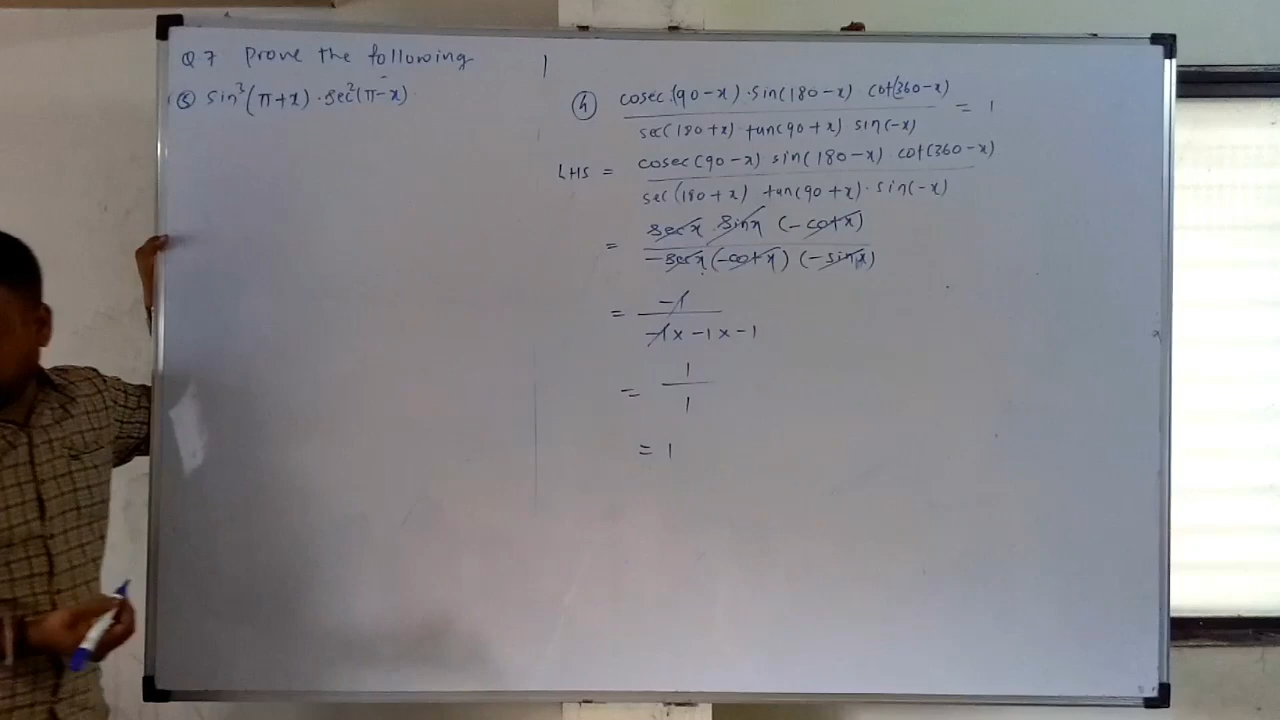 Q 7 Prove the following
⑤ sin³(π+x) . sec²(π-x)
④ cosec (90-x) . sin(180-x) cot(360-x) / sec(180+x) tan(90+x) sin(-x) = 1
LHS = cosec(90-x) sin(180-x) . cot(360-x) / sec(180+x) tan(90+x) . sin(-x)
= sec x . sin x (-cot x) / -sec x (-cot x) (-sin x)
= -1 / -1 x -1 x -1
= 1 / 1
= 1